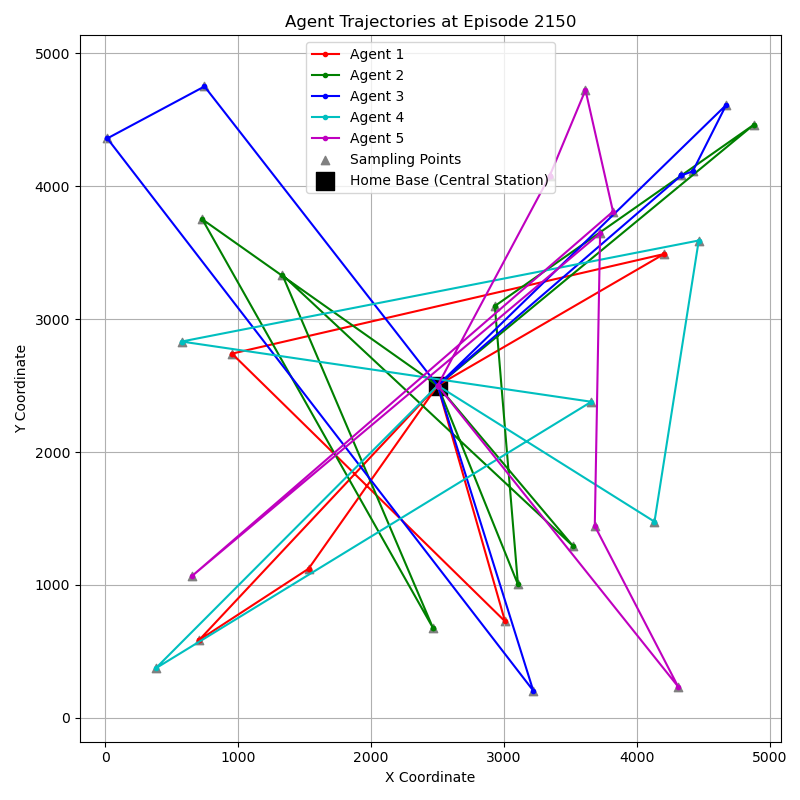 Agent Trajectories at Episode 2150
Agent 1
Agent 2
Agent 3
Agent 4
Agent 5
Sampling Points
Home Base (Central Station)
Y Coordinate
5000
4000
3000
2000
1000
0
0 1000 2000 3000 4000 5000
X Coordinate